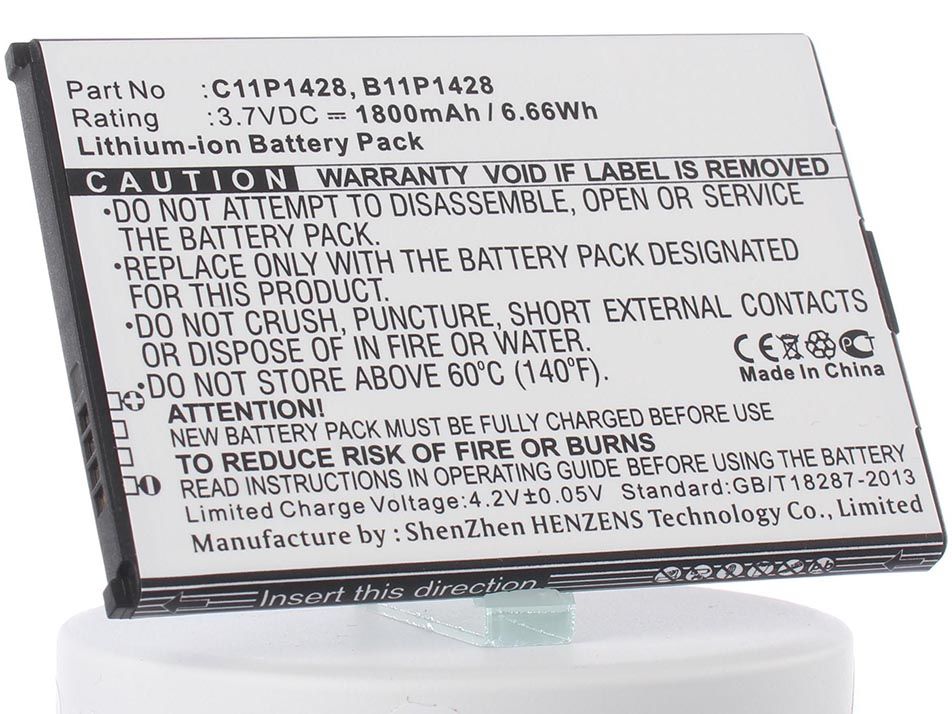 Part No :C11P1428, B11P1428
Rating :3.7VDC ⎓ 1800mAh / 6.66Wh
Lithium-ion Battery Pack
CAUTION WARRANTY VOID IF LABEL IS REMOVED
•DO NOT ATTEMPT TO DISASSEMBLE, OPEN OR SERVICE
THE BATTERY PACK.
•REPLACE ONLY WITH THE BATTERY PACK DESIGNATED
FOR THIS PRODUCT.
•DO NOT CRUSH, PUNCTURE, SHORT EXTERNAL CONTACTS
OR DISPOSE IN FIRE OR WATER.
•DO NOT STORE ABOVE 60°C (140°F).
CE
Made In China
ATTENTION!
NEW BATTERY PACK MUST BE FULLY CHARGED BEFORE USE
TO REDUCE RISK OF FIRE OR BURNS
READ INSTRUCTIONS IN OPERATING GUIDE OF THE BATTERY
Limited Charge Voltage:4.2V±0.05V Standard:GB/T18287-2013
Manufacture by : ShenZhen HENZENS Technology Co., Limited
Insert this direction